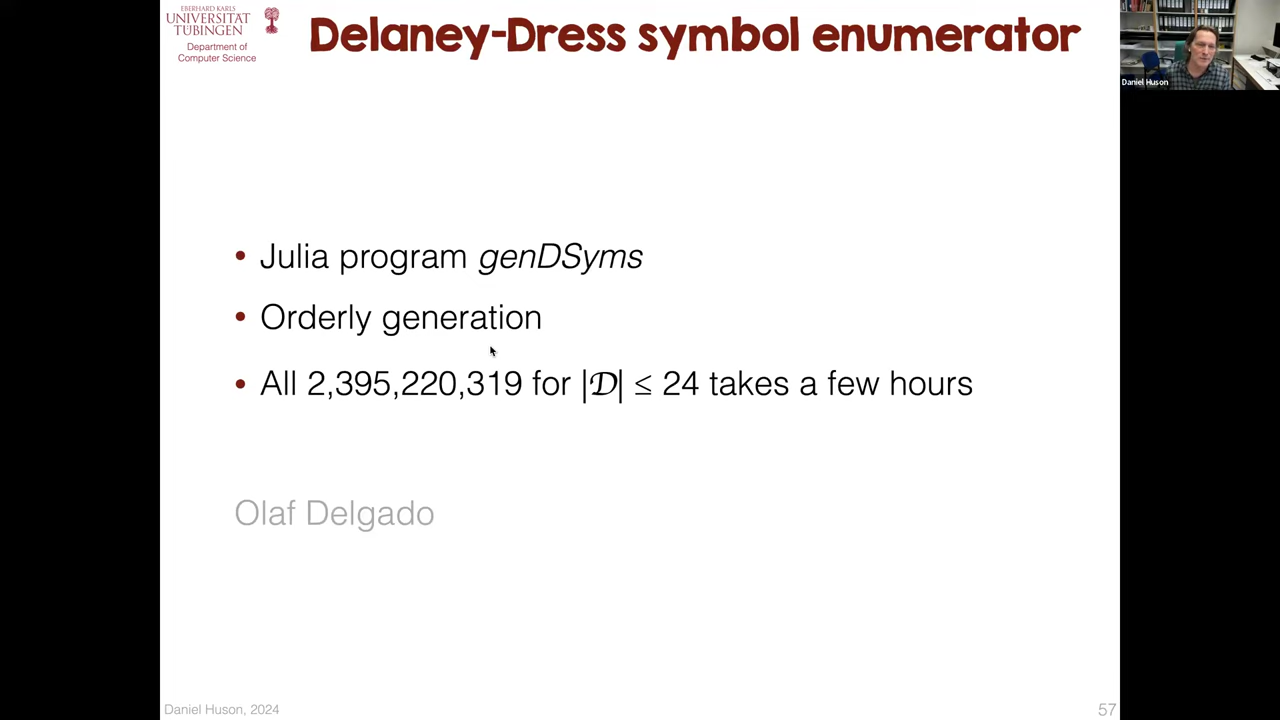 EBERHARD KARLS
UNIVERSITÄT
TÜBINGEN
Department of
Computer Science
Delaney-Dress symbol enumerator
Daniel Huson
• Julia program genDSyms
• Orderly generation
• All 2,395,220,319 for |𝒟| ≤ 24 takes a few hours
Olaf Delgado
Daniel Huson, 2024
57